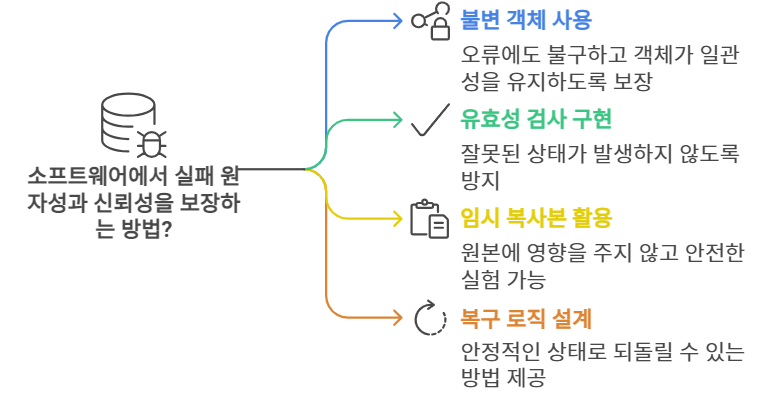 소프트웨어에서 실패 원
자성과 신뢰성을 보장하
는 방법?
불변 객체 사용
오류에도 불구하고 객체가 일관
성을 유지하도록 보장
유효성 검사 구현
잘못된 상태가 발생하지 않도록
방지
임시 복사본 활용
원본에 영향을 주지 않고 안전한
실험 가능
복구 로직 설계
안정적인 상태로 되돌릴 수 있는
방법 제공